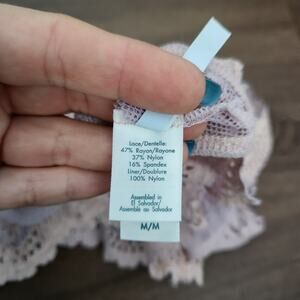 Lace/Dentelle:
47% Rayon/Rayone
37% Nylon
16% Spandex
Liner/Doublure
100% Nylon
Assembled in
El Salvador/
Assemblé au Salvador
M/M